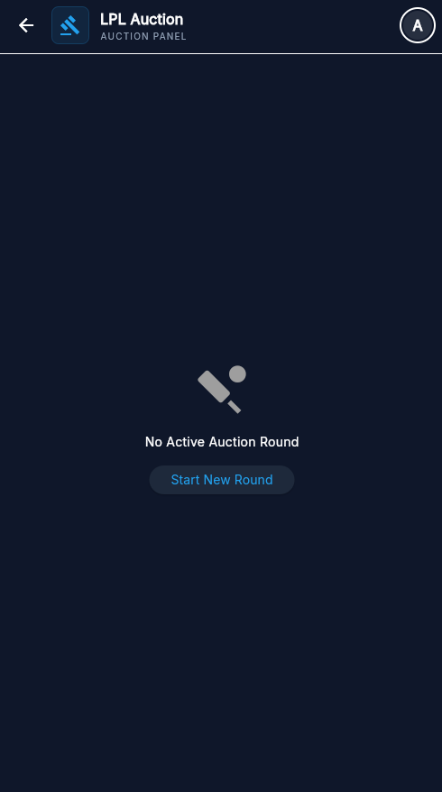 LPL Auction
AUCTION PANEL
A
No Active Auction Round
Start New Round